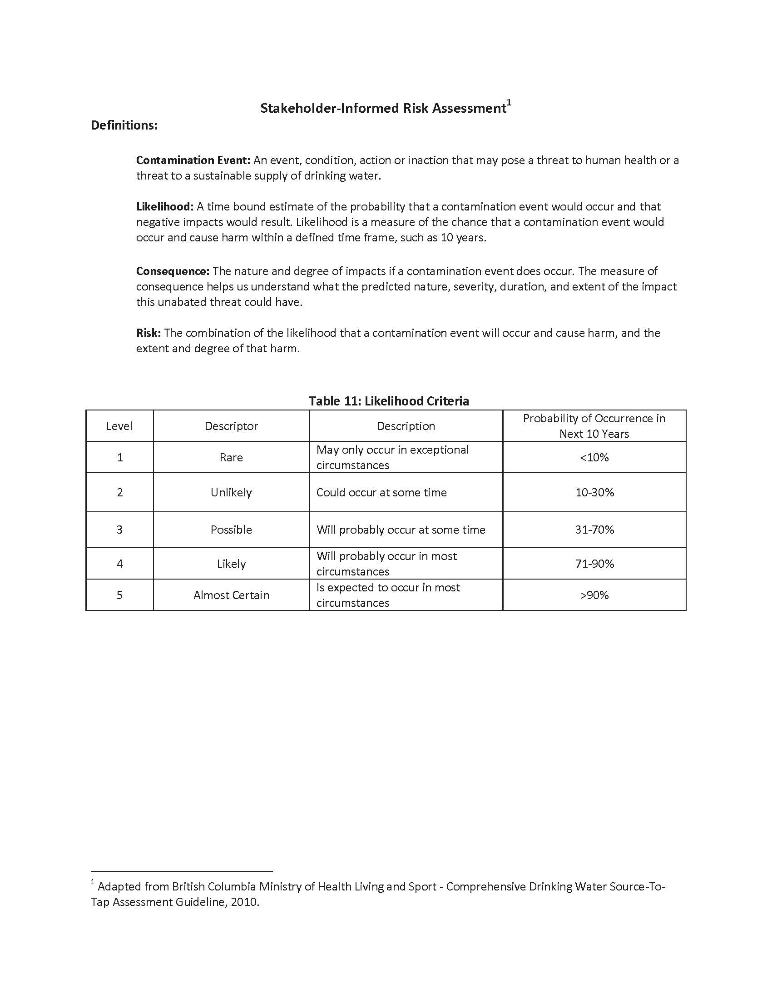 Stakeholder-Informed Risk Assessment1
Definitions:
Contamination Event: An event, condition, action or inaction that may pose a threat to human health or a
threat to a sustainable supply of drinking water.
Likelihood: A time bound estimate of the probability that a contamination event would occur and that
negative impacts would result. Likelihood is a measure of the chance that a contamination event would
occur and cause harm within a defined time frame, such as 10 years.
Consequence: The nature and degree of impacts if a contamination event does occur. The measure of
consequence helps us understand what the predicted nature, severity, duration, and extent of the impact
this unabated threat could have.
Risk: The combination of the likelihood that a contamination event will occur and cause harm, and the
extent and degree of that harm.
Table 11: Likelihood Criteria
Level Descriptor Description Probability of Occurrence in
Next 10 Years
1 Rare May only occur in exceptional
circumstances <10%
2 Unlikely Could occur at some time 10-30%
3 Possible Will probably occur at some time 31-70%
4 Likely Will probably occur in most
circumstances 71-90%
5 Almost Certain Is expected to occur in most
circumstances >90%
1 Adapted from British Columbia Ministry of Health Living and Sport - Comprehensive Drinking Water Source-To-
Tap Assessment Guideline, 2010.